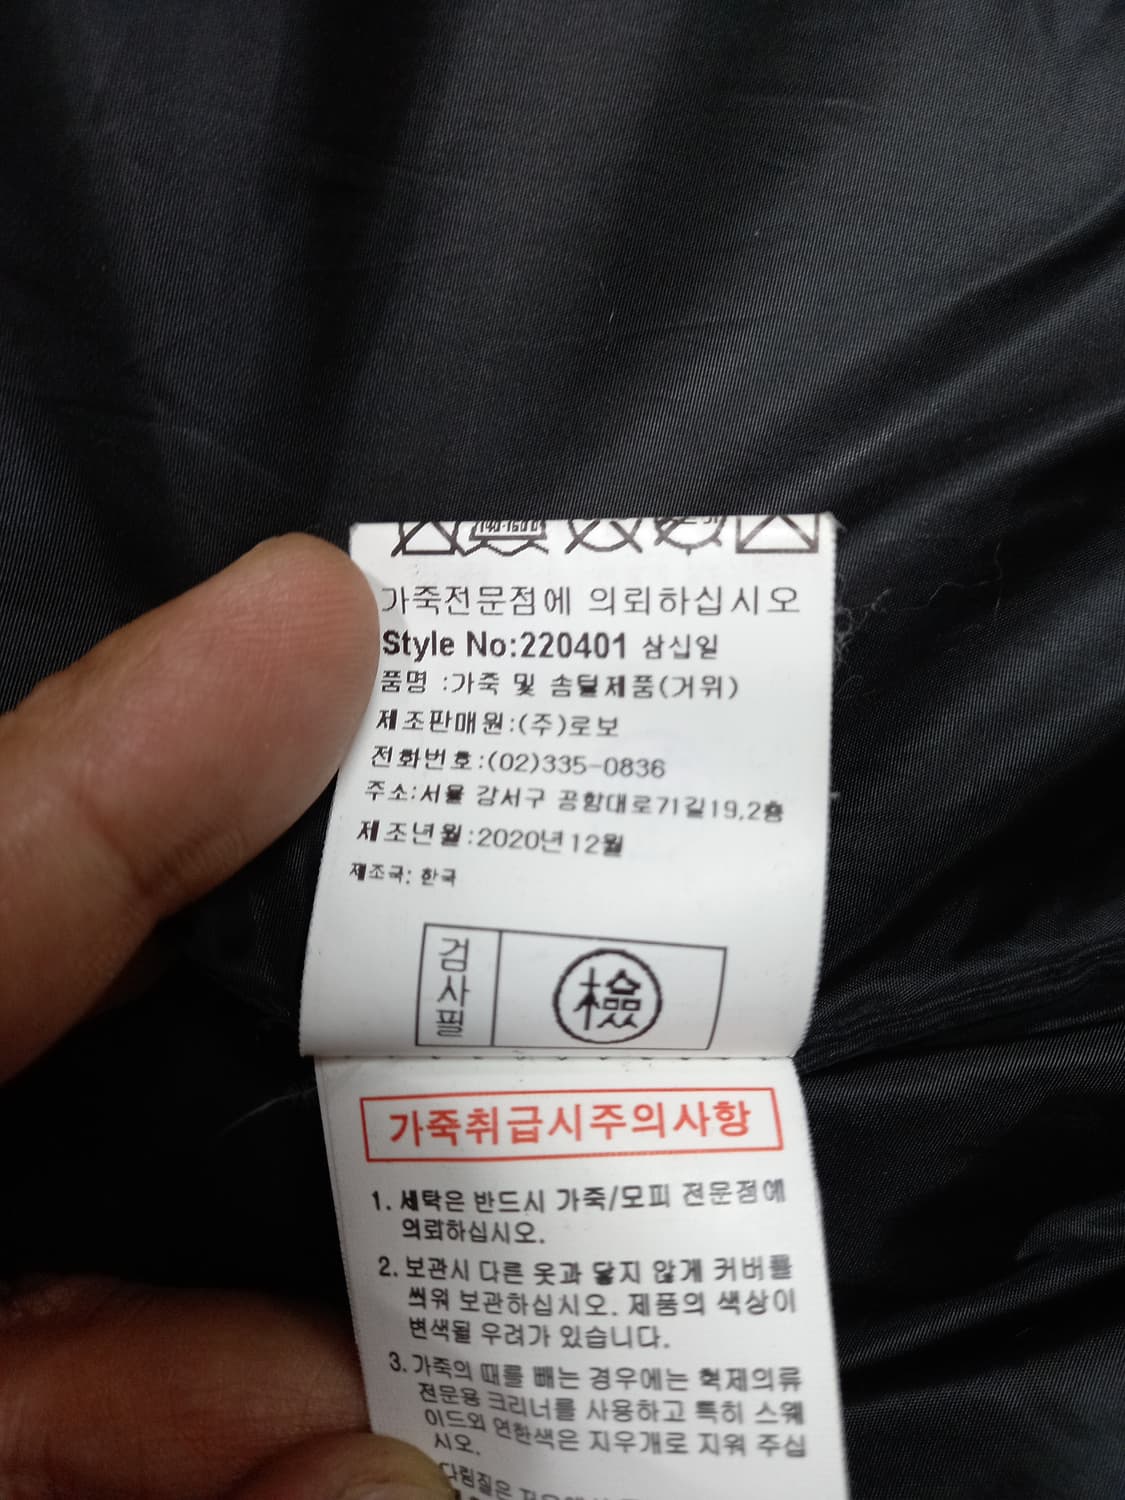 가죽전문점에 의뢰하십시오
Style No:220401 삼십일
품명 :가죽 및 솜털제품(거위)
제조판매원:(주)로보
전화번호:(02)335-0836
주소:서울 강서구 공항대로71길19,2층
제조년월:2020년12월
제조국: 한국
검사필
檢
가죽취급시주의사항
1. 세탁은 반드시 가죽/모피 전문점에
의뢰하십시오.
2. 보관시 다른 옷과 닿지 않게 커버를
씌워 보관하십시오. 제품의 색상이
변색될 우려가 있습니다.
3. 가죽의 때를 빼는 경우에는 혁제의류
전문용 크리너를 사용하고 특히 스웨
이드외 연한색은 지우개로 지워 주십
시오.
다림질은